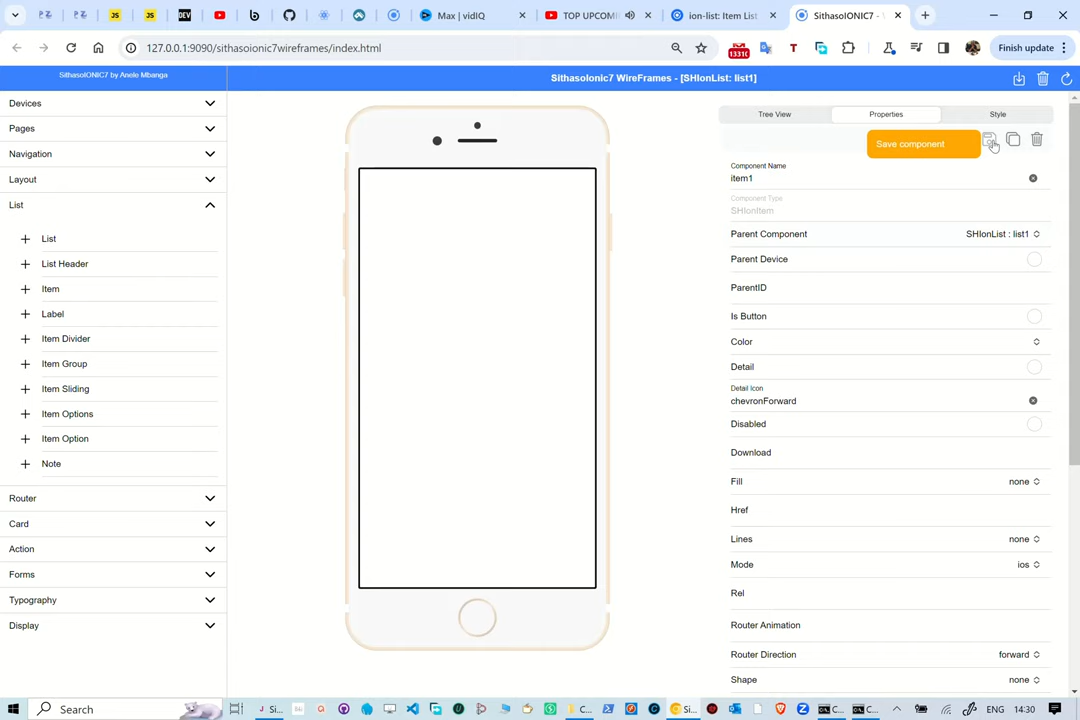 Max | vidIQ
TOP UPCOMI
ion-list: Item List
SithasoIONIC7 -
127.0.0.1:9090/sithasoionic7wireframes/index.html
Finish update
SithasoIONIC7 by Anele Mbanga
SithasoIonic7 WireFrames - [SHIonList: list1]
Devices
Pages
Navigation
Layout
List
List
List Header
Item
Label
Item Divider
Item Group
Item Sliding
Item Options
Item Option
Note
Router
Card
Action
Forms
Typography
Display
Tree View
Properties
Style
Save component
Component Name
item1
Component Type
SHIonItem
Parent Component
SHIonList : list1
Parent Device
ParentID
Is Button
Color
Detail
Detail Icon
chevronForward
Disabled
Download
Fill
none
Href
Lines
none
Mode
ios
Rel
Router Animation
Router Direction
forward
Shape
none
Search
ENG
14:30